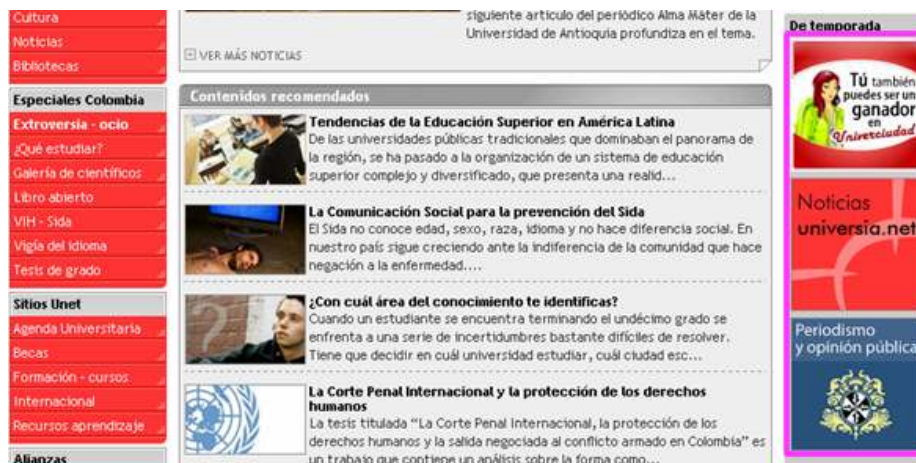 Cultura
Noticias
Bibliotecas
Especiales Colombia
Extroversia - ocio
¿Qué estudiar?
Galería de científicos
Libro abierto
VIH - Sida
Vigía del idioma
Tesis de grado
Sitios Unet
Agenda Universitaria
Becas
Formación - cursos
Internacional
Recursos aprendizaje
Alianzas
siguiente artículo del periódico Alma Máter de la
Universidad de Antioquia profundiza en el tema.
VER MÁS NOTICIAS
Contenidos recomendados
Tendencias de la Educación Superior en América Latina
De las universidades públicas tradicionales que dominaban el panorama de
la región, se ha pasado a la organización de un sistema de educación
superior complejo y diversificado, que presenta una realid...
La Comunicación Social para la prevención del Sida
El Sida no conoce edad, sexo, raza, idioma y no hace diferencia social. En
nuestro país sigue creciendo ante la indiferencia de la comunidad que hace
negación a la enfermedad....
¿Con cuál área del conocimiento te identificas?
Cuando un estudiante se encuentra terminando el undécimo grado se
enfrenta a una serie de incertidumbres bastante difíciles de resolver.
Tiene que decidir en cuál universidad estudiar, cuál ciudad esc...
La Corte Penal Internacional y la protección de los derechos
humanos
La tesis titulada “La Corte Penal Internacional, la protección de los
derechos humanos y la salida negociada al conflicto armado en Colombia” es
un trabajo que contiene un análisis sobre la forma como...
De temporada
Tú también
puedes ser un
ganador
en
Univerciudad
Noticias
universia.net
Periodismo
y opinión pública